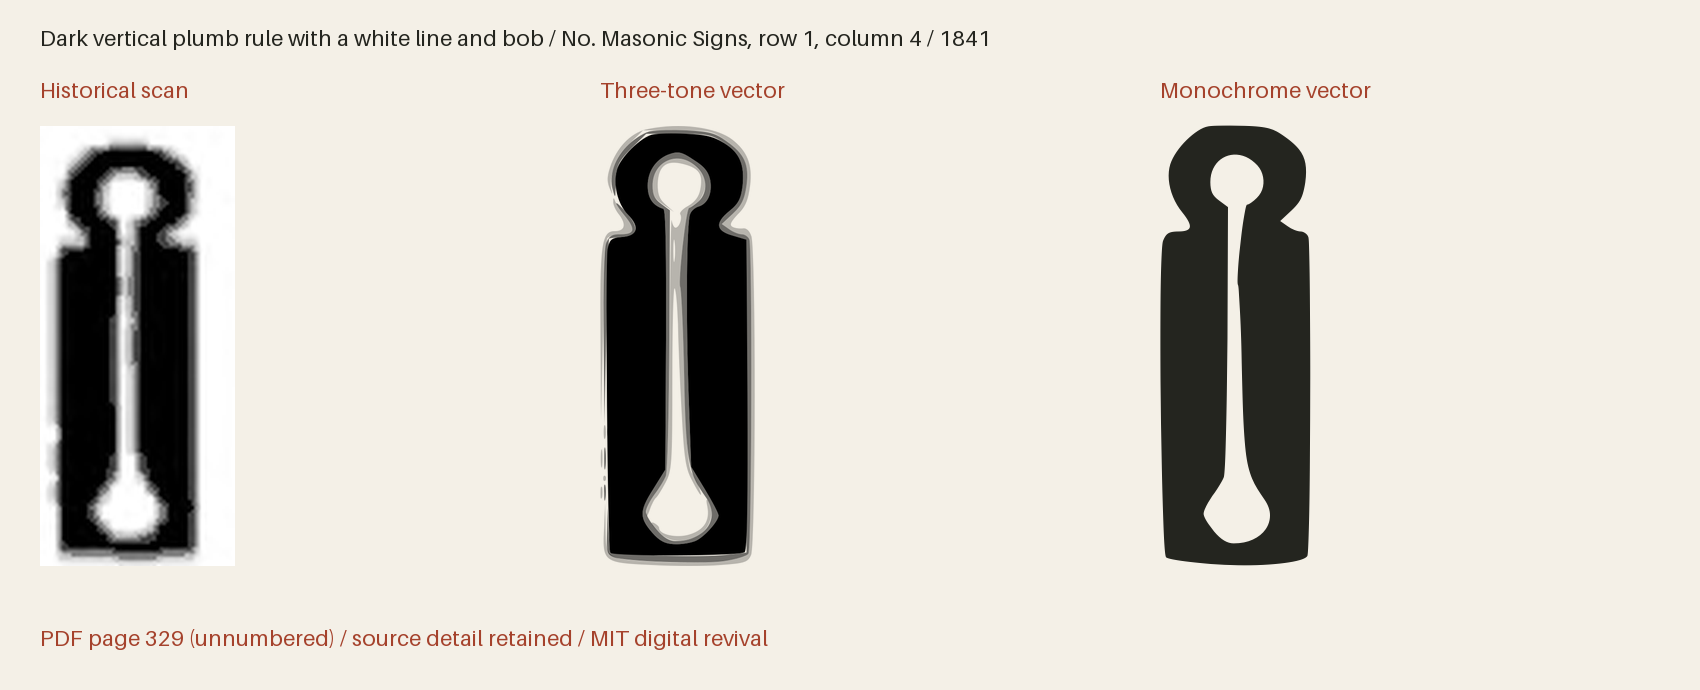 Dark vertical plumb rule with a white line and bob / No. Masonic Signs, row 1, column 4 / 1841
Historical scan
Three-tone vector
Monochrome vector
PDF page 329 (unnumbered) / source detail retained / MIT digital revival